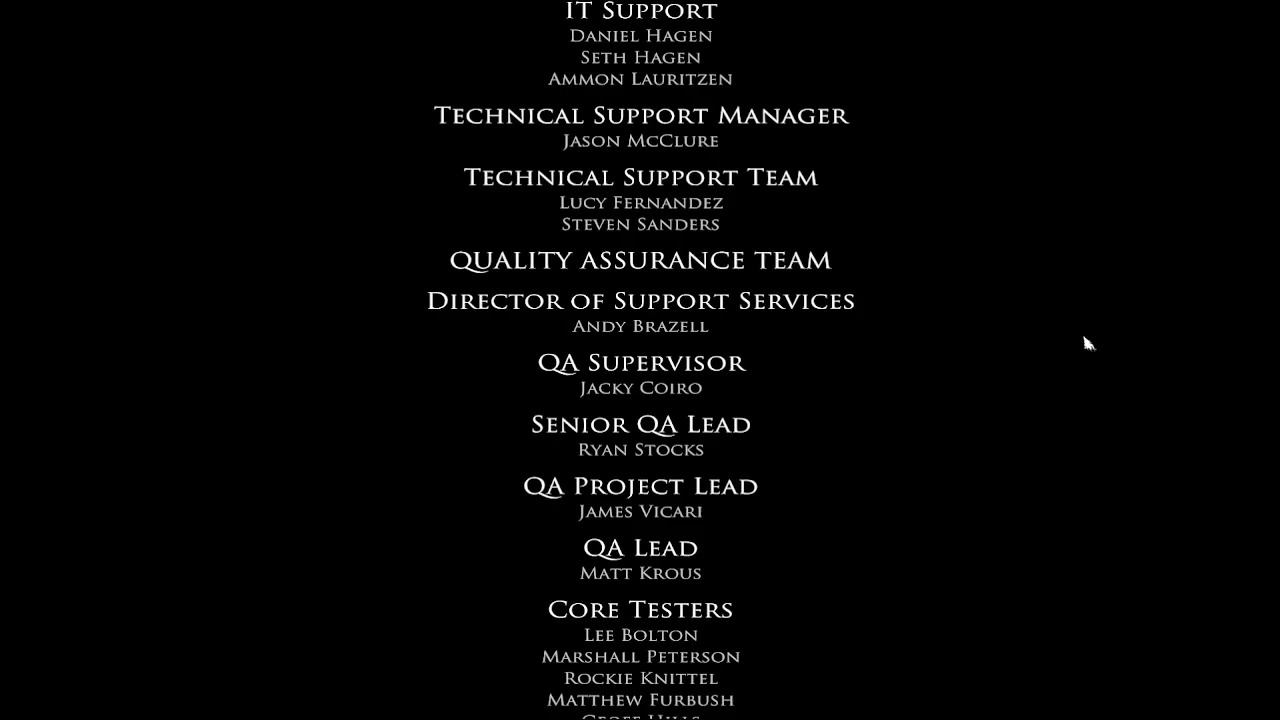 IT Support
Daniel Hagen
Seth Hagen
Ammon Lauritzen
Technical Support Manager
Jason McClure
Technical Support Team
Lucy Fernandez
Steven Sanders
QUALITY ASSURANCE TEAM
Director of Support Services
Andy Brazell
QA Supervisor
Jacky Coiro
Senior QA Lead
Ryan Stocks
QA Project Lead
James Vicari
QA Lead
Matt Krous
Core Testers
Lee Bolton
Marshall Peterson
Rockie Knittel
Matthew Furbush